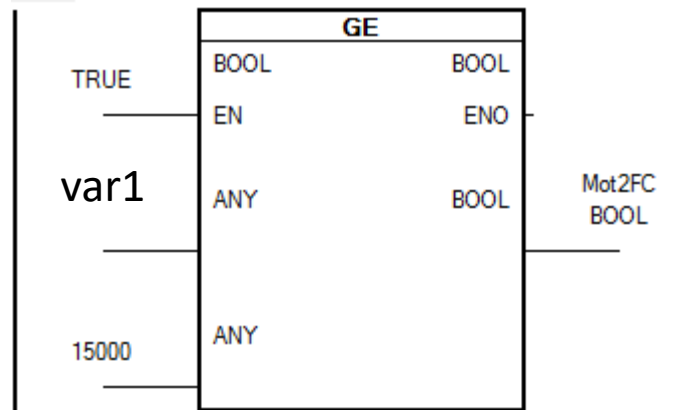 GE
TRUE BOOL BOOL
EN ENO
var1 ANY BOOL Mot2FC
BOOL
15000 ANY